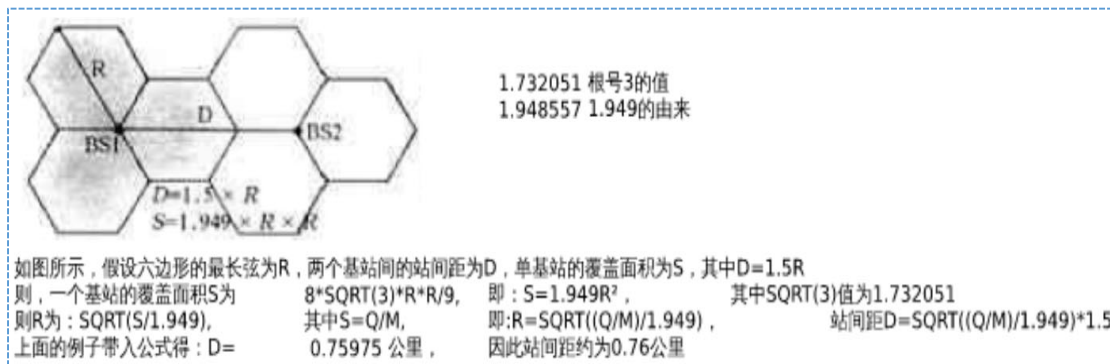 R
1.732051 根号3的值
1.948557 1.949的由来
D
BS1
BS2
D=1.5 × R
S=1.949 × R × R
如图所示，假设六边形的最长弦为R，两个基站间的站间距为D，单基站的覆盖面积为S，其中D=1.5R
则，一个基站的覆盖面积S为 8*SQRT(3)*R*R/9, 即：S=1.949R²， 其中SQRT(3)值为1.732051
则R为：SQRT(S/1.949), 其中S=Q/M, 即:R=SQRT((Q/M)/1.949)， 站间距D=SQRT((Q/M)/1.949)*1.5
上面的例子带入公式得：D= 0.75975 公里， 因此站间距约为0.76公里